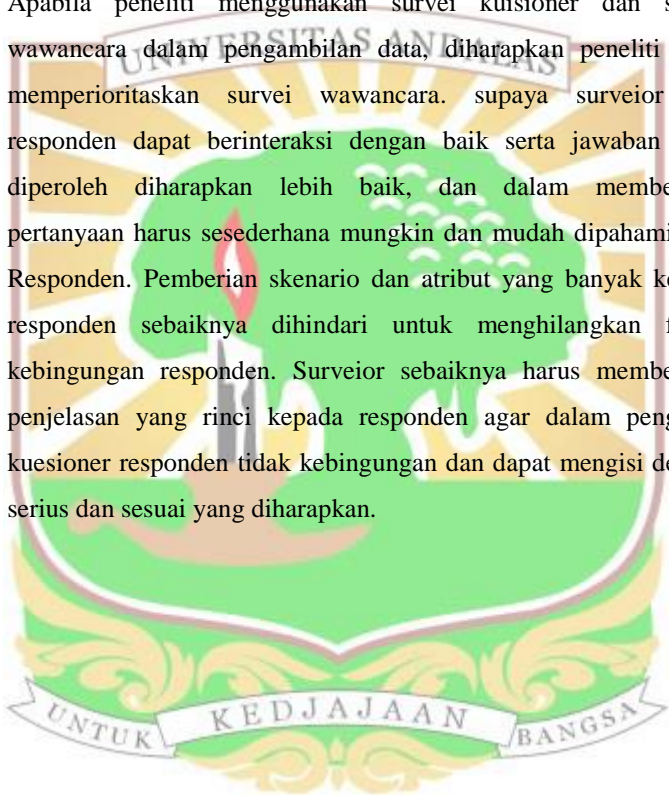 Apabila peneliti menggunakan survei kuisioner dan s
UNIVERSITAS ANDALAS
wawancara dalam pengambilan data, diharapkan peneliti
memperioritaskan survei wawancara. supaya surveior
responden dapat berinteraksi dengan baik serta jawaban
diperoleh diharapkan lebih baik, dan dalam membe
pertanyaan harus sesederhana mungkin dan mudah dipahami
Responden. Pemberian skenario dan atribut yang banyak ke
responden sebaiknya dihindari untuk menghilangkan f
kebingungan responden. Surveior sebaiknya harus membe
penjelasan yang rinci kepada responden agar dalam peng
kuesioner responden tidak kebingungan dan dapat mengisi de
serius dan sesuai yang diharapkan.
UNTUK KEDJAJAAN BANGSA